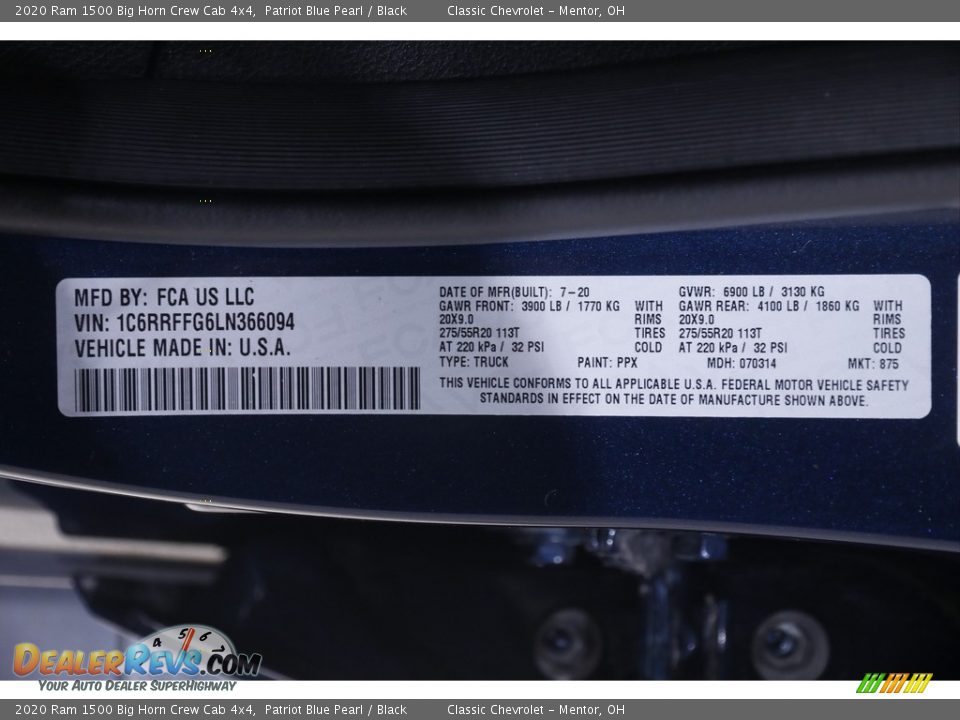 2020 Ram 1500 Big Horn Crew Cab 4x4,  Patriot Blue Pearl / Black  Classic Chevrolet - Mentor, OH
MFD BY: FCA US LLC
VIN: 1C6RRFFG6LN366094
VEHICLE MADE IN: U.S.A.
DATE OF MFR(BUILT): 7-20
GAWR FRONT: 3900 LB / 1770 KG WITH
20X9.0 RIMS
275/55R20 113T TIRES
AT 220 kPa / 32 PSI COLD
GVWR: 6900 LB / 3130 KG
GAWR REAR: 4100 LB / 1860 KG WITH
20X9.0 RIMS
275/55R20 113T TIRES
AT 220 kPa / 32 PSI COLD
TYPE: TRUCK PAINT: PPX MDH: 070314 MKT: 875
THIS VEHICLE CONFORMS TO ALL APPLICABLE U.S.A. FEDERAL MOTOR VEHICLE SAFETY
STANDARDS IN EFFECT ON THE DATE OF MANUFACTURE SHOWN ABOVE.
4 5 6
DEALERREVS.COM
YOUR AUTO DEALER SUPERHIGHWAY
2020 Ram 1500 Big Horn Crew Cab 4x4,  Patriot Blue Pearl / Black  Classic Chevrolet - Mentor, OH